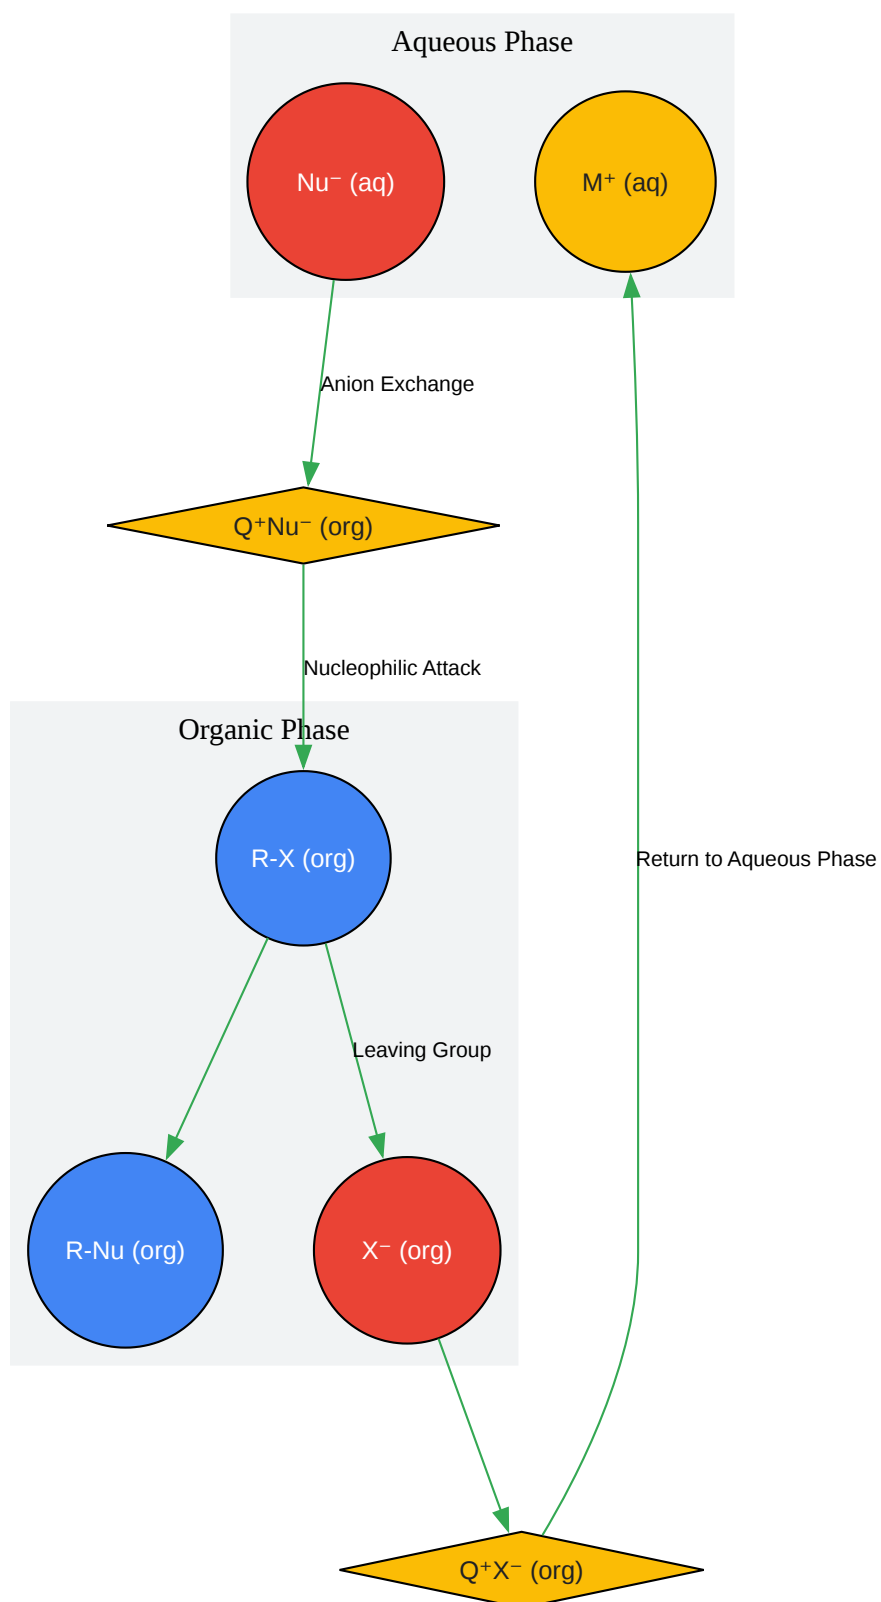 Aqueous Phase
Nu⁻ (aq)
M⁺ (aq)
Anion Exchange
Q⁺Nu⁻ (org)
Nucleophilic Attack
Organic Phase
R-X (org)
Return to Aqueous Phase
Leaving Group
R-Nu (org)
X⁻ (org)
Q⁺X⁻ (org)